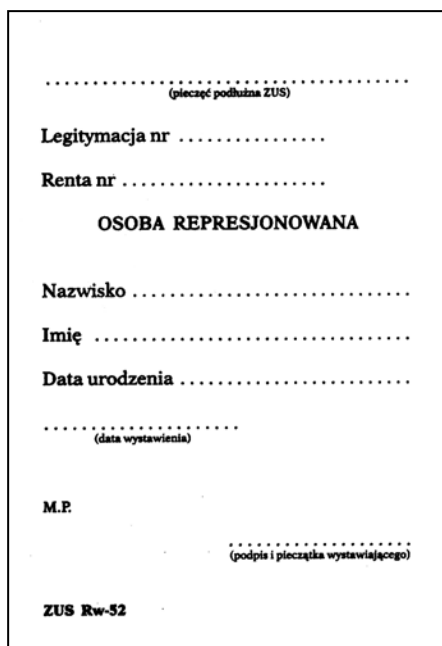 ........................................
(pieczęć podłużna ZUS)
Legitymacja nr ................
Renta nr ......................
OSOBA REPRESJONOWANA
Nazwisko ..............................
Imię ..................................
Data urodzenia .........................
.....................
(data wystawienia)
M.P.
....................
(podpis i pieczątka wystawiającego)
ZUS Rw-52